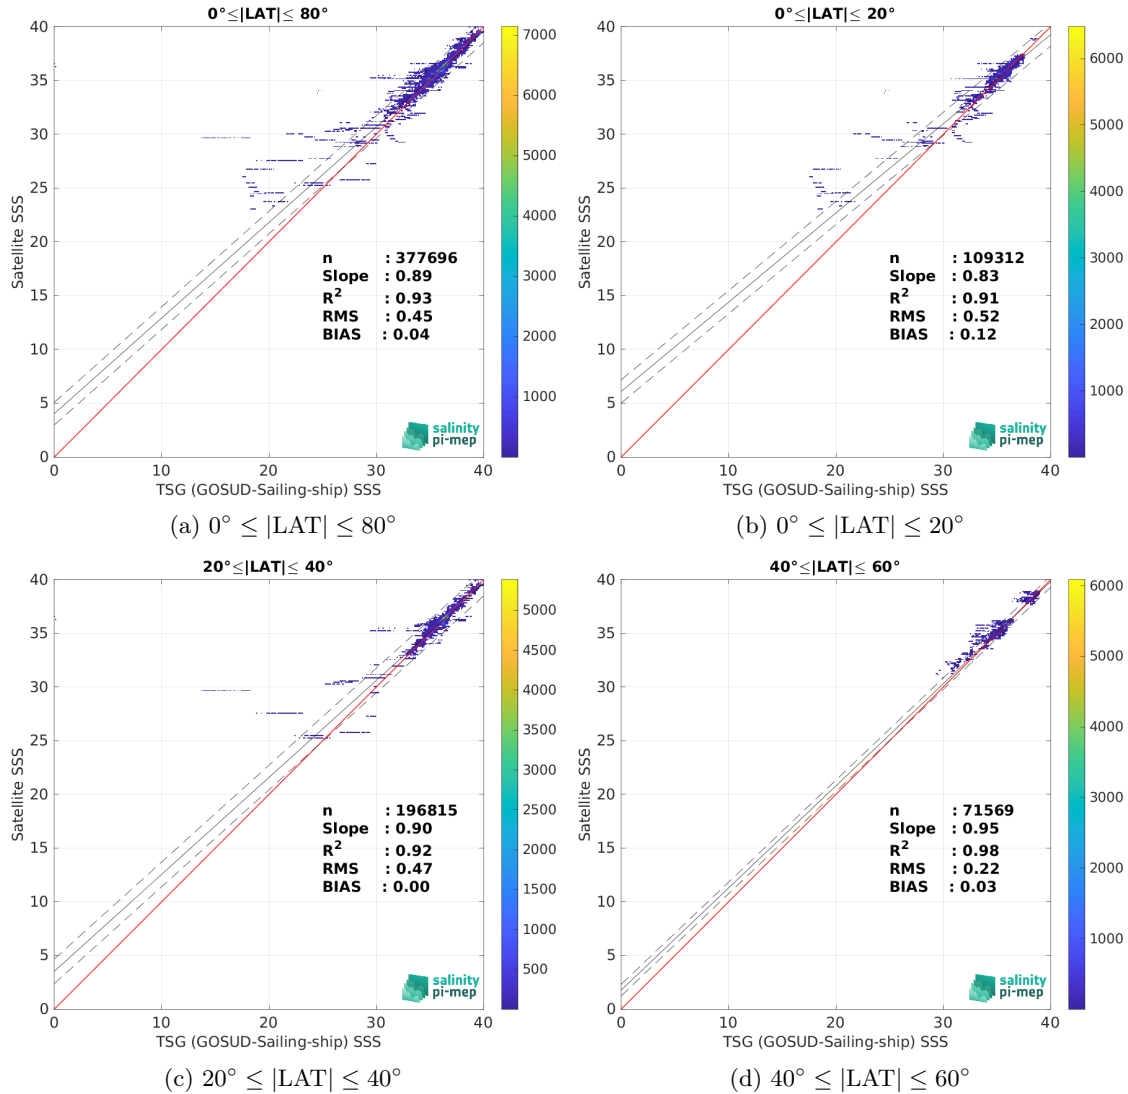 0°≤|LAT|≤ 80°
40
35
30
25
20
15
10
5
0
Satellite SSS
n : 377696
Slope : 0.89
R² : 0.93
RMS : 0.45
BIAS : 0.04
salinity
pi-mep
0 10 20 30 40
TSG (GOSUD-Sailing-ship) SSS
7000
6000
5000
4000
3000
2000
1000
(a) 0° ≤ |LAT| ≤ 80°
0°≤|LAT|≤ 20°
40
35
30
25
20
15
10
5
0
Satellite SSS
n : 109312
Slope : 0.83
R² : 0.91
RMS : 0.52
BIAS : 0.12
salinity
pi-mep
0 10 20 30 40
TSG (GOSUD-Sailing-ship) SSS
6000
5000
4000
3000
2000
1000
(b) 0° ≤ |LAT| ≤ 20°
20°≤|LAT|≤ 40°
40
35
30
25
20
15
10
5
0
Satellite SSS
n : 196815
Slope : 0.90
R² : 0.92
RMS : 0.47
BIAS : 0.00
salinity
pi-mep
0 10 20 30 40
TSG (GOSUD-Sailing-ship) SSS
5000
4500
4000
3500
3000
2500
2000
1500
1000
500
(c) 20° ≤ |LAT| ≤ 40°
40°≤|LAT|≤ 60°
40
35
30
25
20
15
10
5
0
Satellite SSS
n : 71569
Slope : 0.95
R² : 0.98
RMS : 0.22
BIAS : 0.03
salinity
pi-mep
0 10 20 30 40
TSG (GOSUD-Sailing-ship) SSS
6000
5000
4000
3000
2000
1000
(d) 40° ≤ |LAT| ≤ 60°